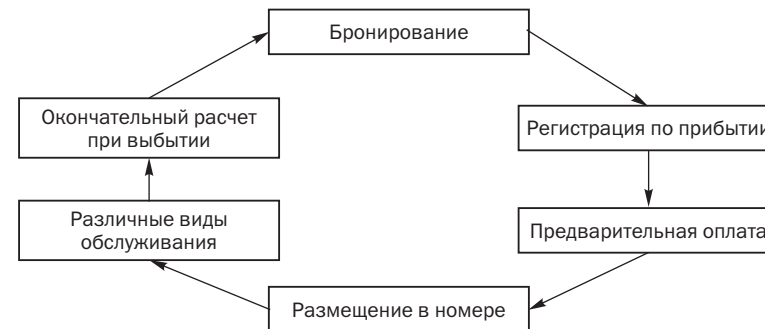 Бронирование
Окончательный расчет
при выбытии
Регистрация по прибытии
Различные виды
обслуживания
Предварительная оплата
Размещение в номере